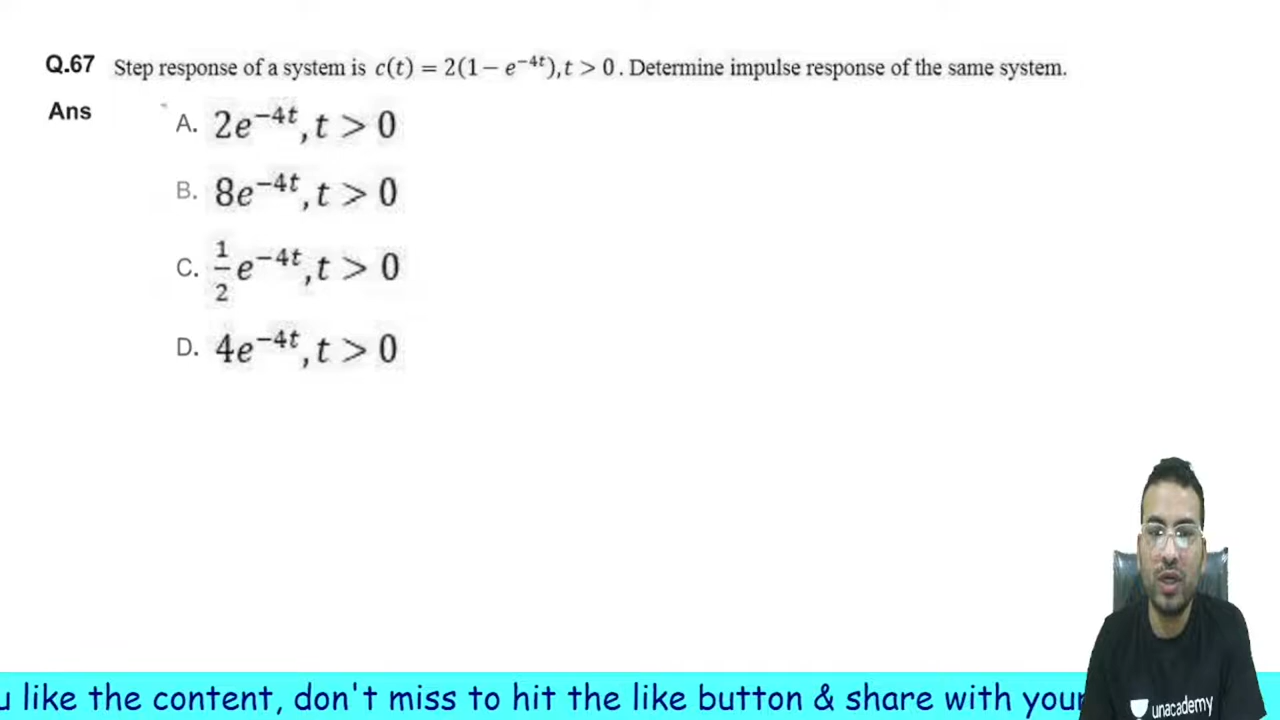 Q.67 Step response of a system is c(t) = 2(1 − e⁻⁴ᵗ), t > 0. Determine impulse response of the same system.
Ans
A. 2e⁻⁴ᵗ, t > 0
B. 8e⁻⁴ᵗ, t > 0
C. 1/2 e⁻⁴ᵗ, t > 0
D. 4e⁻⁴ᵗ, t > 0
unacademy
like the content, don't miss to hit the like button & share with your